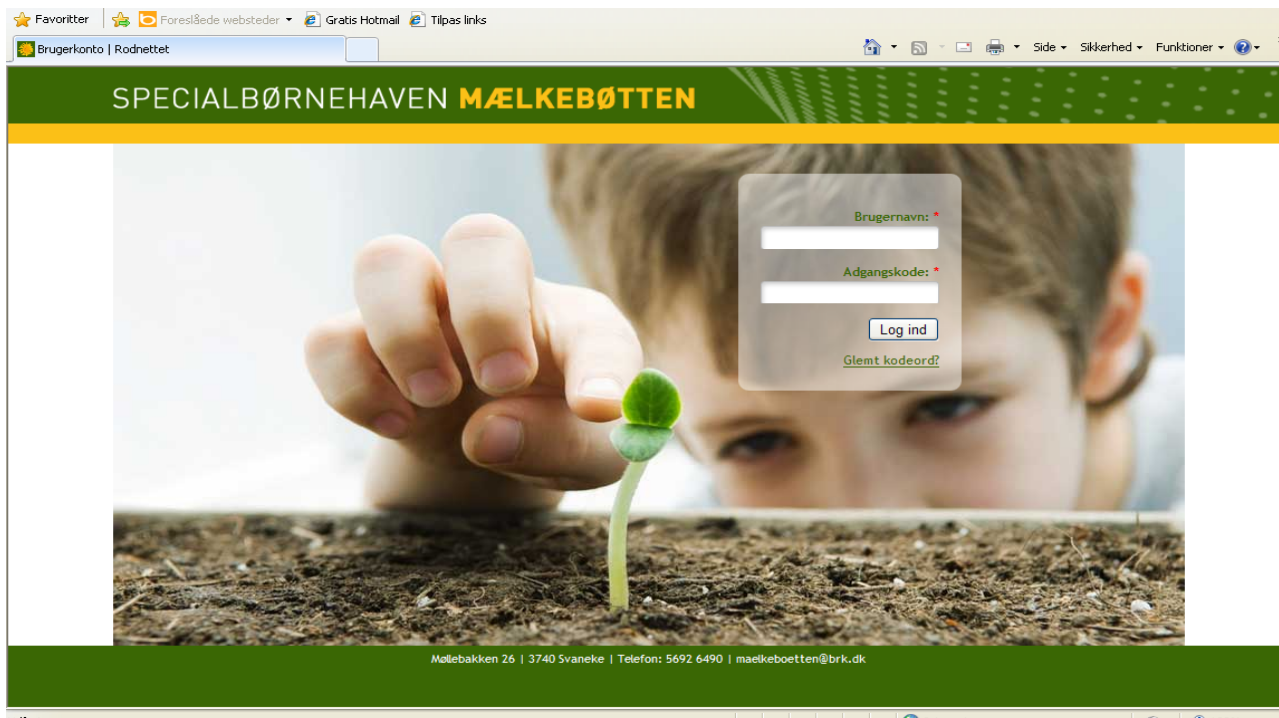 Favoritter Foreslåede websteder Gratis Hotmail Tilpas links
Brugerkonto | Rodnettet Side Sikkerhed Funktioner
SPECIALBØRNEHAVEN MÆLKEBØTTEN
Brugernavn: *
Adgangskode: *
Log ind
Glemt kodeord?
Møllebakken 26 | 3740 Svaneke | Telefon: 5692 6490 | maelkeboetten@brk.dk